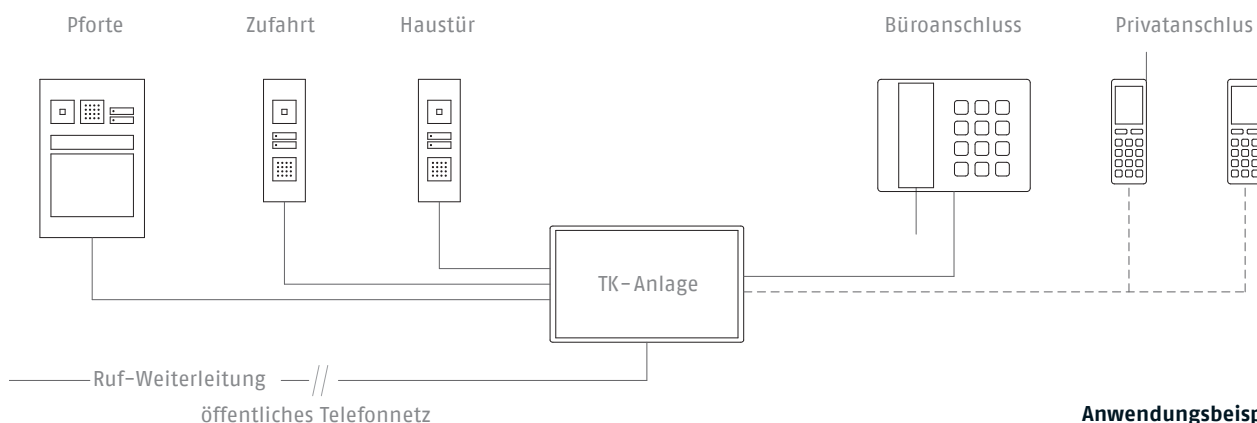 Pforte
Zufahrt
Haustür
Büroanschluss
Privatanschlus
TK-Anlage
Ruf-Weiterleitung
öffentliches Telefonnetz
Anwendungsbeisp